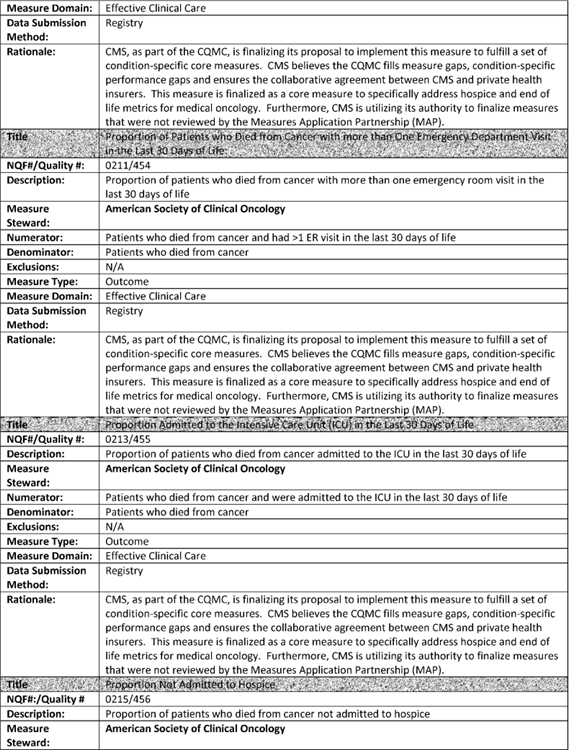 Measure Domain: Effective Clinical Care
Data Submission Registry
Method:
Rationale: CMS, as part of the CQMC, is finalizing its proposal to implement this measure to fulfill a set of
condition-specific core measures. CMS believes the CQMC fills measure gaps, condition-specific
performance gaps and ensures the collaborative agreement between CMS and private health
insurers. This measure is finalized as a core measure to specifically address hospice and end of
life metrics for medical oncology. Furthermore, CMS is utilizing its authority to finalize measures
that were not reviewed by the Measures Application Partnership (MAP).
Title Proportion of Patients who Died from Cancer with more than One Emergency Department Visit
in the Last 30 Days of Life
NQF#/Quality #: 0211/454
Description: Proportion of patients who died from cancer with more than one emergency room visit in the
last 30 days of life
Measure American Society of Clinical Oncology
Steward:
Numerator: Patients who died from cancer and had >1 ER visit in the last 30 days of life
Denominator: Patients who died from cancer
Exclusions: N/A
Measure Type: Outcome
Measure Domain: Effective Clinical Care
Data Submission Registry
Method:
Rationale: CMS, as part of the CQMC, is finalizing its proposal to implement this measure to fulfill a set of
condition-specific core measures. CMS believes the CQMC fills measure gaps, condition-specific
performance gaps and ensures the collaborative agreement between CMS and private health
insurers. This measure is finalized as a core measure to specifically address hospice and end of
life metrics for medical oncology. Furthermore, CMS is utilizing its authority to finalize measures
that were not reviewed by the Measures Application Partnership (MAP).
Title Proportion Admitted to the Intensive Care Unit (ICU) in the Last 30 Days of Life
NQF#/Quality #: 0213/455
Description: Proportion of patients who died from cancer admitted to the ICU in the last 30 days of life
Measure American Society of Clinical Oncology
Steward:
Numerator: Patients who died from cancer and were admitted to the ICU in the last 30 days of life
Denominator: Patients who died from cancer
Exclusions: N/A
Measure Type: Outcome
Measure Domain: Effective Clinical Care
Data Submission Registry
Method:
Rationale: CMS, as part of the CQMC, is finalizing its proposal to implement this measure to fulfill a set of
condition-specific core measures. CMS believes the CQMC fills measure gaps, condition-specific
performance gaps and ensures the collaborative agreement between CMS and private health
insurers. This measure is finalized as a core measure to specifically address hospice and end of
life metrics for medical oncology. Furthermore, CMS is utilizing its authority to finalize measures
that were not reviewed by the Measures Application Partnership (MAP).
Title Proportion Not Admitted to Hospice
NQF#:/Quality # 0215/456
Description: Proportion of patients who died from cancer not admitted to hospice
Measure American Society of Clinical Oncology
Steward: